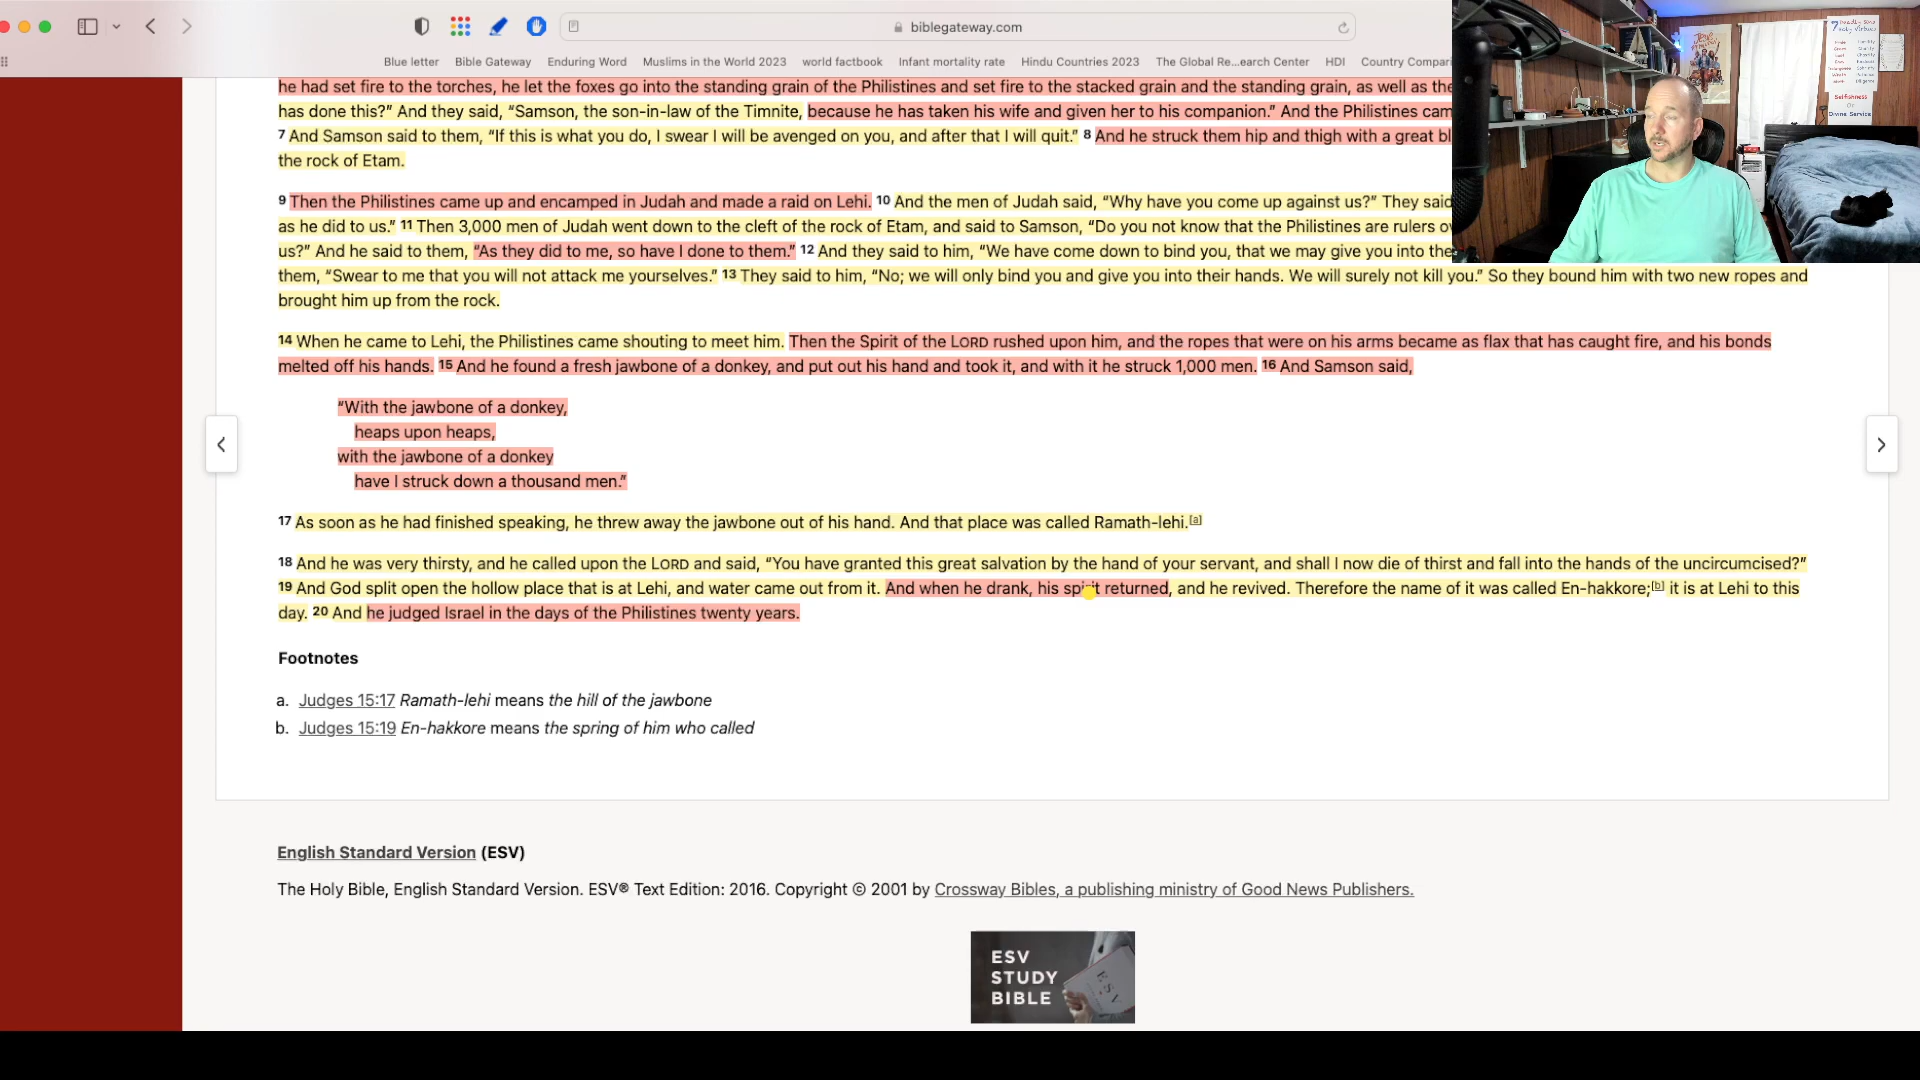 biblegateway.com
Blue letter Bible Gateway Enduring Word Muslims in the World 2023 world factbook Infant mortality rate Hindu Countries 2023 The Global Re...earch Center HDI Country Compari
he had set fire to the torches, he let the foxes go into the standing grain of the Philistines and set fire to the stacked grain and the standing grain, as well as the
has done this?” And they said, “Samson, the son-in-law of the Timnite, because he has taken his wife and given her to his companion.” And the Philistines cam
7 And Samson said to them, “If this is what you do, I swear I will be avenged on you, and after that I will quit.” 8 And he struck them hip and thigh with a great bl
the rock of Etam.
9 Then the Philistines came up and encamped in Judah and made a raid on Lehi. 10 And the men of Judah said, “Why have you come up against us?” They said
as he did to us.” 11 Then 3,000 men of Judah went down to the cleft of the rock of Etam, and said to Samson, “Do you not know that the Philistines are rulers ov
us?” And he said to them, “As they did to me, so have I done to them.” 12 And they said to him, “We have come down to bind you, that we may give you into the
them, “Swear to me that you will not attack me yourselves.” 13 They said to him, “No; we will only bind you and give you into their hands. We will surely not kill you.” So they bound him with two new ropes and
brought him up from the rock.
14 When he came to Lehi, the Philistines came shouting to meet him. Then the Spirit of the LORD rushed upon him, and the ropes that were on his arms became as flax that has caught fire, and his bonds
melted off his hands. 15 And he found a fresh jawbone of a donkey, and put out his hand and took it, and with it he struck 1,000 men. 16 And Samson said,
“With the jawbone of a donkey,
heaps upon heaps,
with the jawbone of a donkey
have I struck down a thousand men.”
17 As soon as he had finished speaking, he threw away the jawbone out of his hand. And that place was called Ramath-lehi.[a]
18 And he was very thirsty, and he called upon the LORD and said, “You have granted this great salvation by the hand of your servant, and shall I now die of thirst and fall into the hands of the uncircumcised?”
19 And God split open the hollow place that is at Lehi, and water came out from it. And when he drank, his spirit returned, and he revived. Therefore the name of it was called En-hakkore;[b] it is at Lehi to this
day. 20 And he judged Israel in the days of the Philistines twenty years.
Footnotes
a. Judges 15:17 Ramath-lehi means the hill of the jawbone
b. Judges 15:19 En-hakkore means the spring of him who called
English Standard Version (ESV)
The Holy Bible, English Standard Version. ESV® Text Edition: 2016. Copyright © 2001 by Crossway Bibles, a publishing ministry of Good News Publishers.
ESV
STUDY
BIBLE
Selfishness
Or
Divine Service